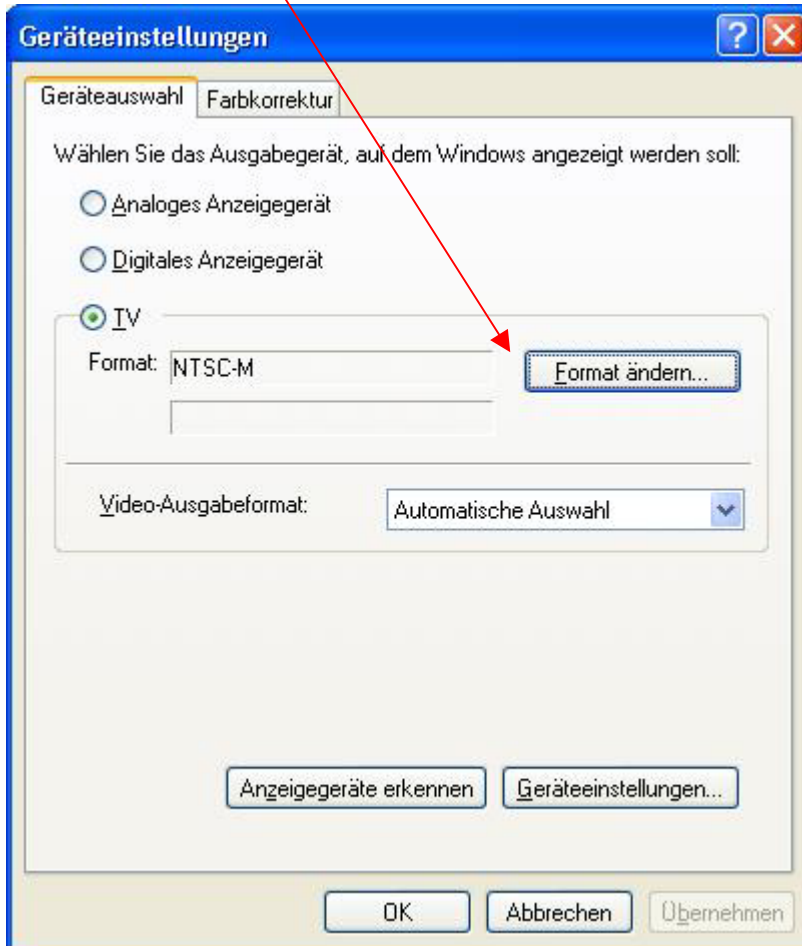 Geräteeinstellungen
Geräteauswahl Farbkorrektur
Wählen Sie das Ausgabegerät, auf dem Windows angezeigt werden soll:
Analoges Anzeigegerät
Digitales Anzeigegerät
TV
Format: NTSC-M Format ändern...
Video-Ausgabeformat: Automatische Auswahl
Anzeigegeräte erkennen Geräteeinstellungen...
OK Abbrechen Übernehmen